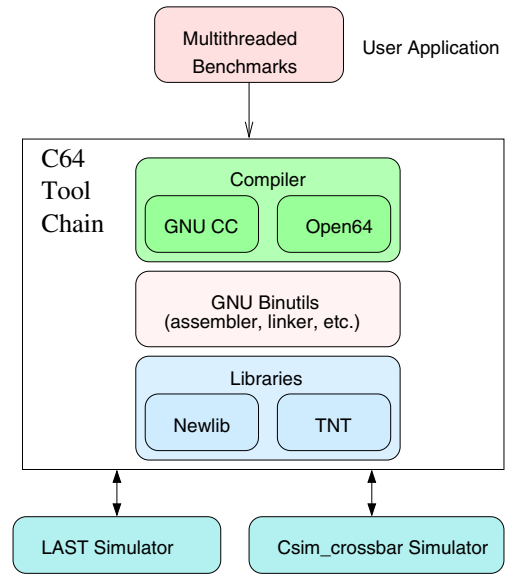 Multithreaded
Benchmarks
User Application
C64
Tool
Chain
Compiler
GNU CC
Open64
GNU Binutils
(assembler, linker, etc.)
Libraries
Newlib
TNT
LAST Simulator
Csim_crossbar Simulator